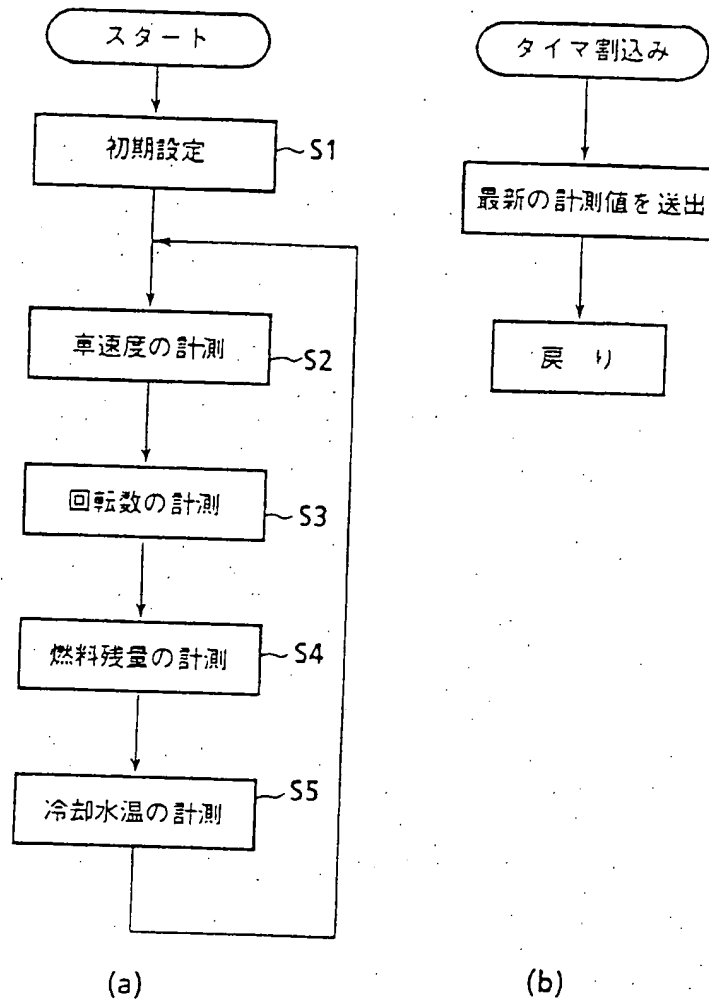 スタート
初期設定
S1
車速度の計測
S2
回転数の計測
S3
燃料残量の計測
S4
冷却水温の計測
S5
(a)
タイマ割込み
最新の計測値を送出
戻り
(b)